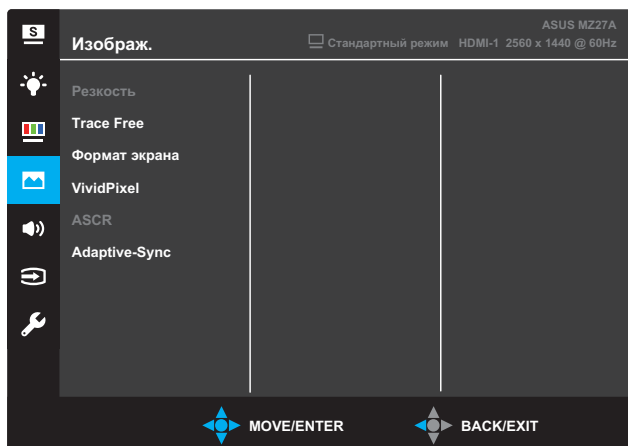 S
ASUS MZ27A
Изображ.
Стандартный режим HDMI-1 2560 x 1440 @ 60Hz
Резкость
Trace Free
Формат экрана
VividPixel
ASCR
Adaptive-Sync
MOVE/ENTER
BACK/EXIT